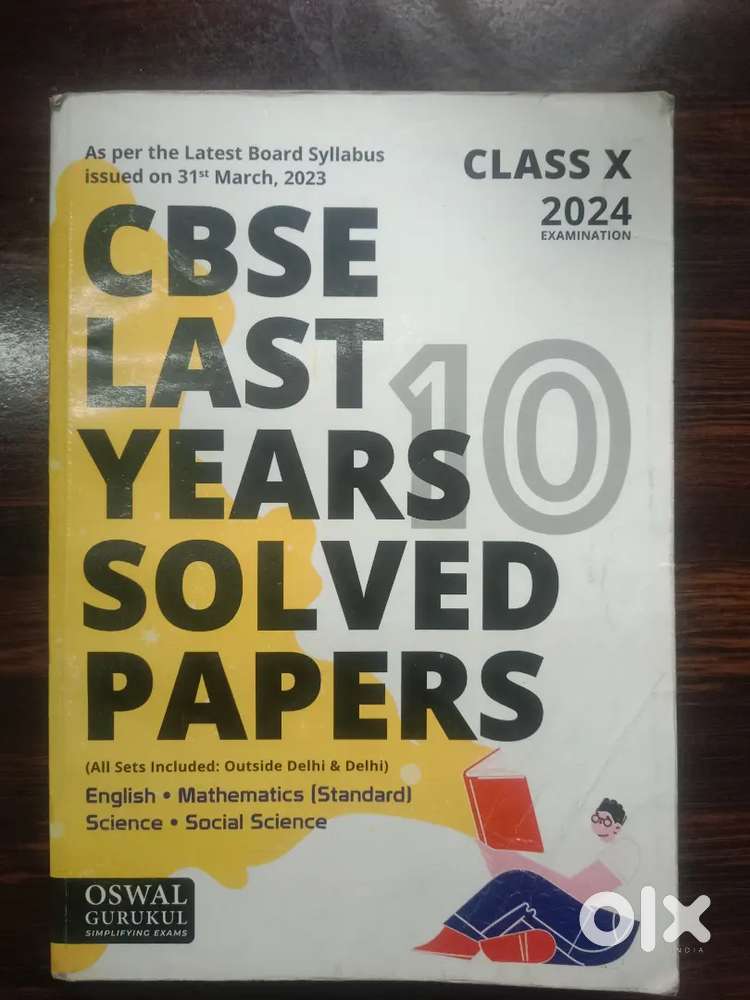 As per the Latest Board Syllabus
issued on 31st March, 2023
CLASS X
2024
EXAMINATION
CBSE
LAST
10
YEARS
SOLVED
PAPERS
(All Sets Included: Outside Delhi & Delhi)
English • Mathematics (Standard)
Science • Social Science
OSWAL
GURUKUL
SIMPLIFYING EXAMS
olx
INDIA